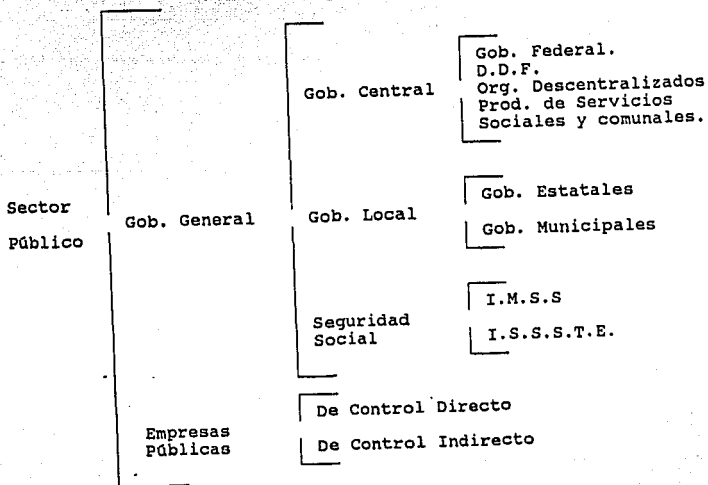 Gob. Federal.
D.D.F.
Gob. Central
Org. Descentralizados
Prod. de Servicios
Sociales y comunales.
Sector
Público
Gob. General
Gob. Local
Gob. Estatales
Gob. Municipales
Seguridad
Social
I.M.S.S
I.S.S.S.T.E.
Empresas
Públicas
De Control Directo
De Control Indirecto